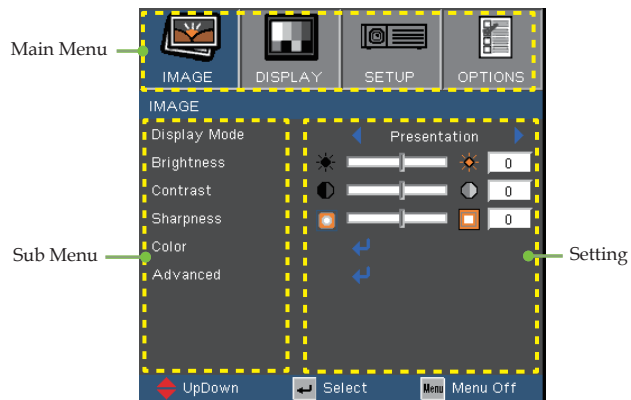 Main Menu
IMAGE DISPLAY SETUP OPTIONS
IMAGE
Display Mode Presentation
Brightness 0
Contrast 0
Sharpness 0
Sub Menu
Color
Setting
Advanced
UpDown Select Menu Menu Off